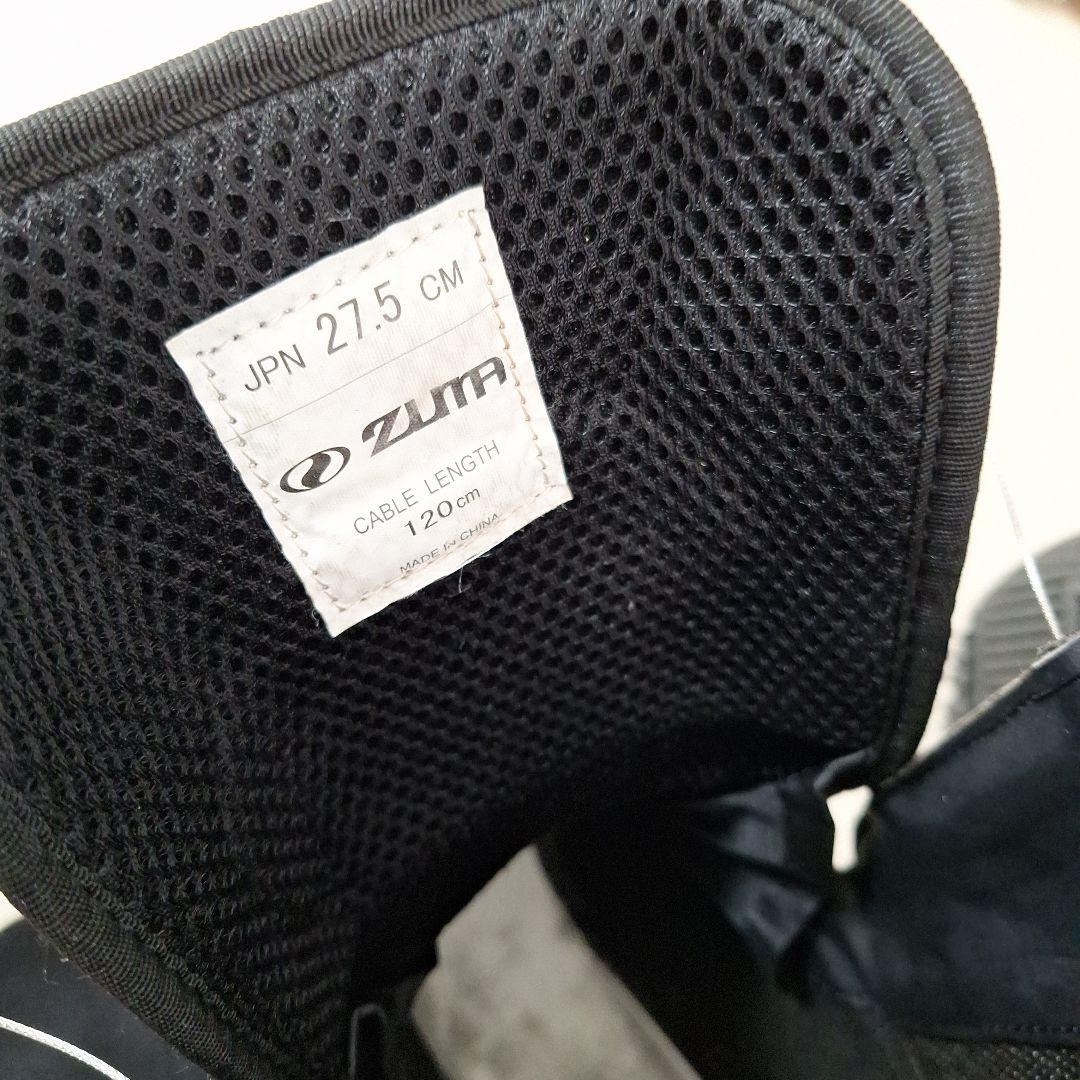 JPN 27.5 CM
ZUMA
CABLE LENGTH
120cm
MADE IN CHINA